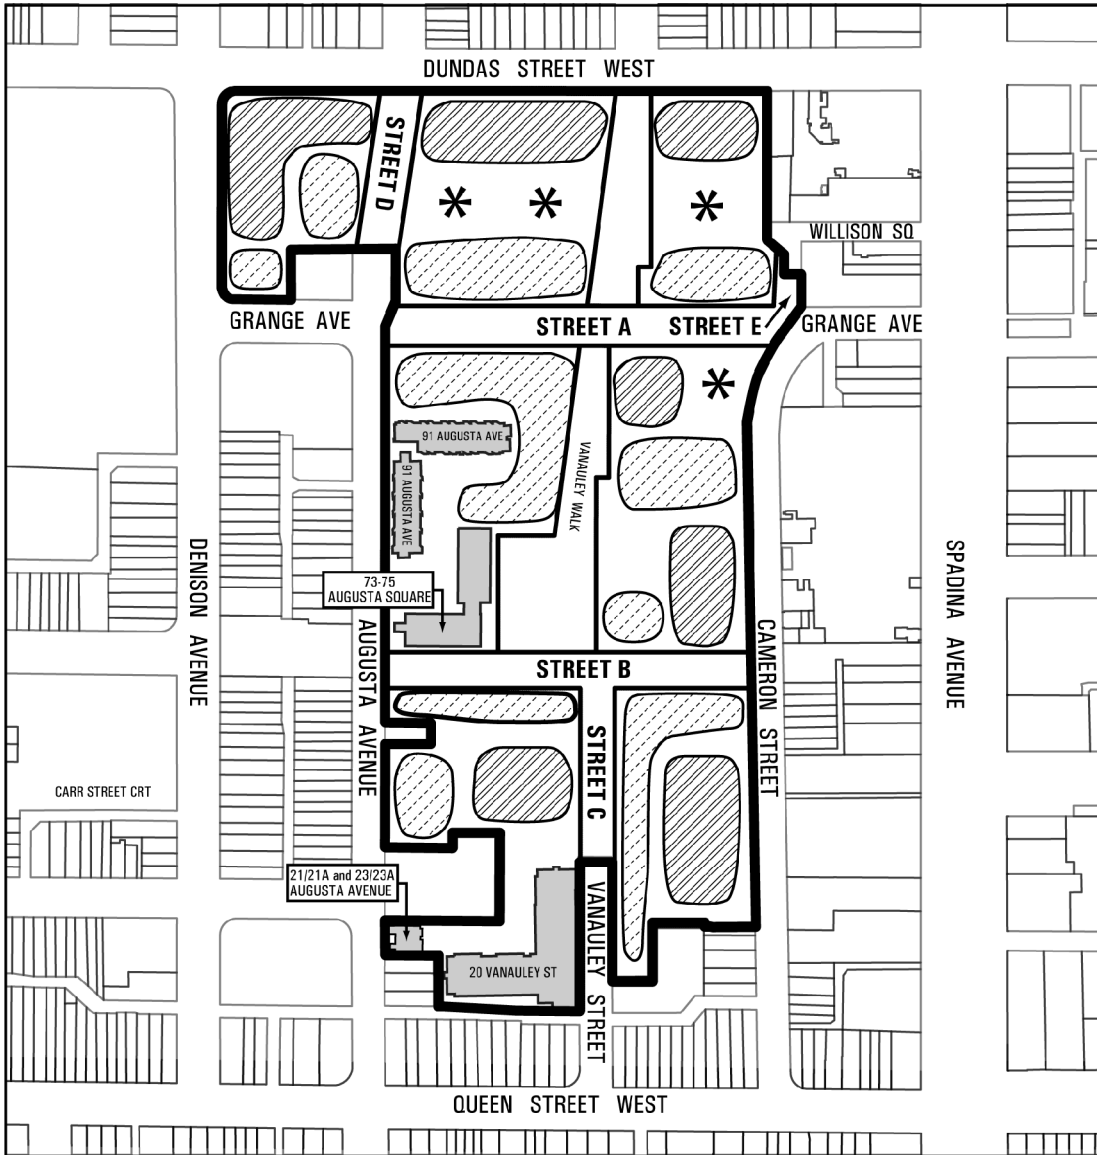 DUNDAS STREET WEST
STREET D
WILLISON SQ
GRANGE AVE
STREET A
STREET E
GRANGE AVE
91 AUGUSTA AVE
91 AUGUSTA AVE
VANAULEY WALK
73-75
AUGUSTA SQUARE
DENISON AVENUE
AUGUSTA AVENUE
STREET B
CAMERON STREET
SPADINA AVENUE
STREET C
CARR STREET CRT
21/21A and 23/23A
AUGUSTA AVENUE
VANAULEY STREET
20 VANAULEY ST
QUEEN STREET WEST